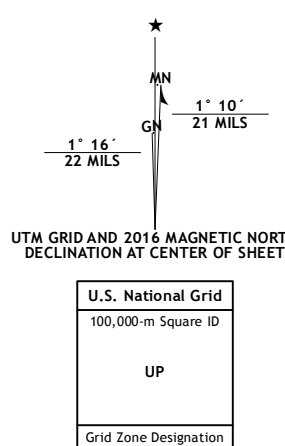 ★
MN
1° 10´
21 MILS
GN
1° 16´
22 MILS
UTM GRID AND 2016 MAGNETIC NORT
DECLINATION AT CENTER OF SHEET
U.S. National Grid
100,000-m Square ID
UP
Grid Zone Designation